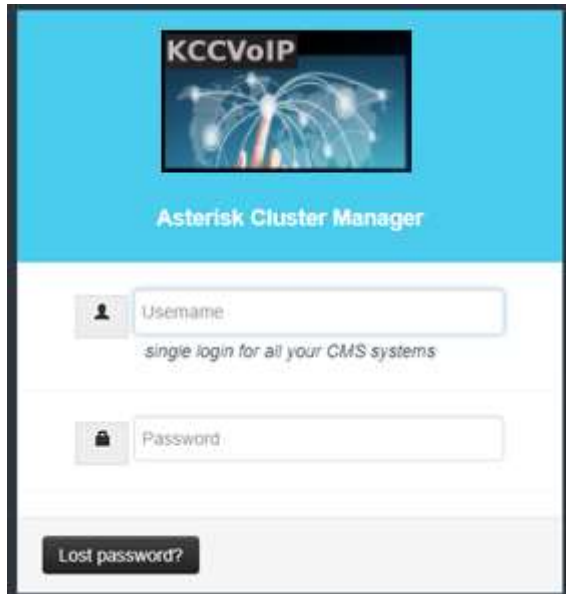 KCCVoIP
Asterisk Cluster Manager
Username
single login for all your CMS systems
Password
Lost password?